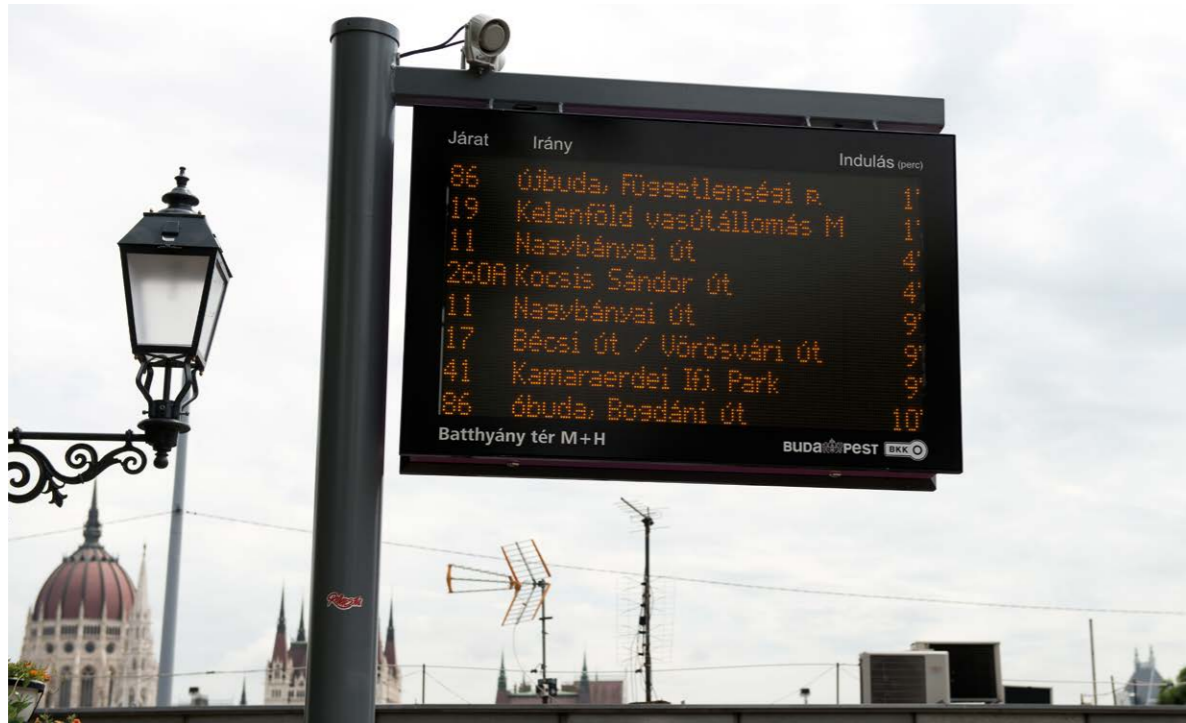 Járat Irány Indulás (perc)
86 Újbuda, Függetlenségi p. 1'
19 Kelenföld vasútállomás M 1'
11 Nagybányai út 4'
260A Kocsis Sándor út 4'
11 Nagybányai út 9'
17 Bécsi út / Vörösvári út 9'
41 Kamaraerdei Ifi Park 9'
86 Óbuda, Bogdáni út 10'
Batthyány tér M+H BUDAPEST BKK